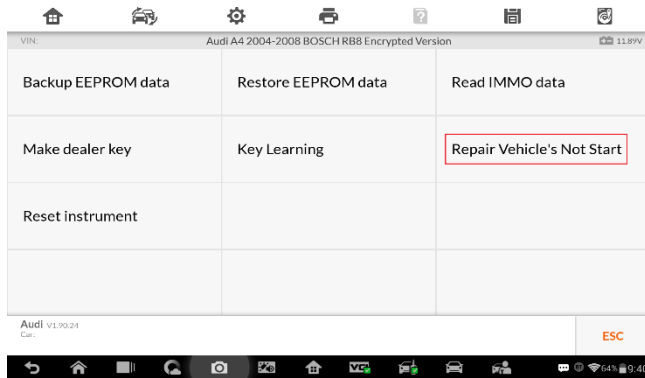 VIN:
Audi A4 2004-2008 BOSCH RB8 Encrypted Version
11.89V
Backup EEPROM data
Restore EEPROM data
Read IMMO data
Make dealer key
Key Learning
Repair Vehicle's Not Start
Reset instrument
Audi V1.90.24
Car:
ESC
64% 9:40